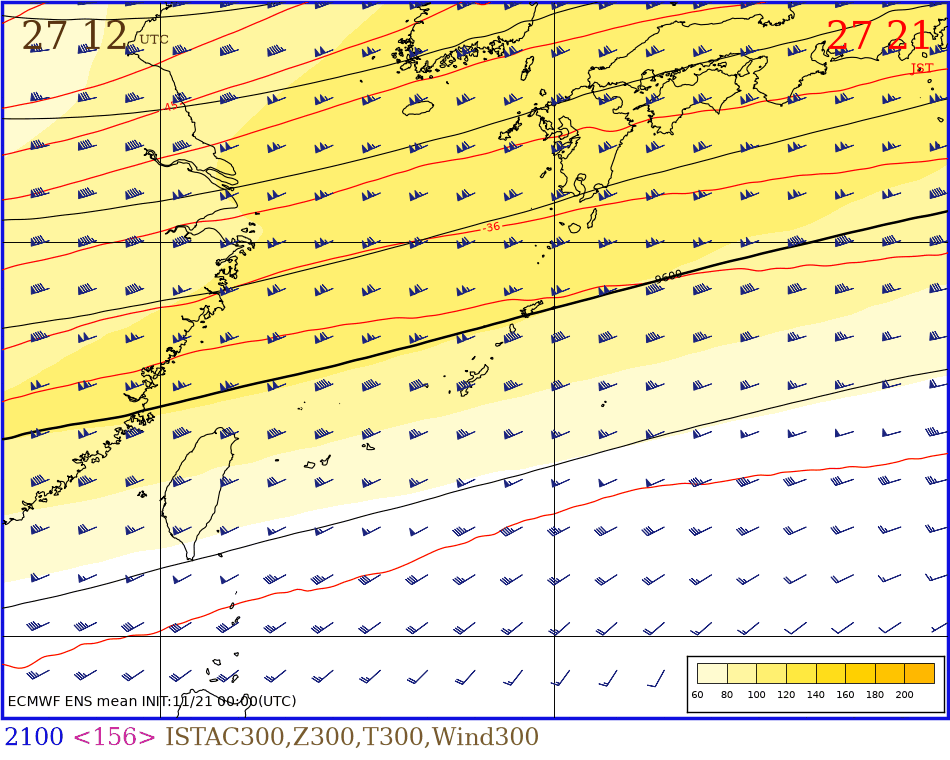 27 12 UTC
27 21 JST
-45
-36
9600
60 80 100 120 140 160 180 200
ECMWF ENS mean INIT:11/21 00:00(UTC)
2100 <156> ISTAC300,Z300,T300,Wind300